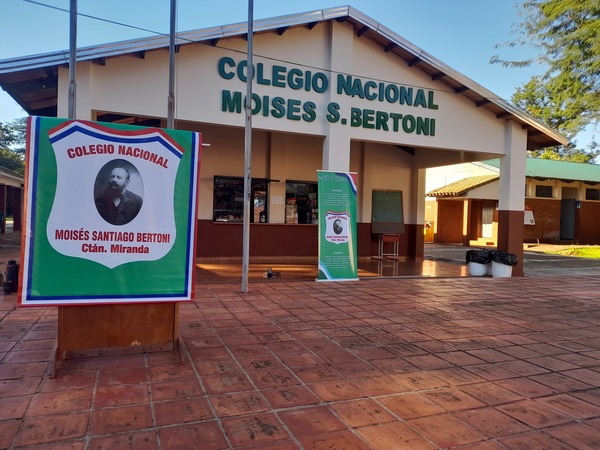 COLEGIO NACIONAL
MOISES S. BERTONI
COLEGIO NACIONAL
MOISÉS SANTIAGO BERTONI
Ctán. Miranda